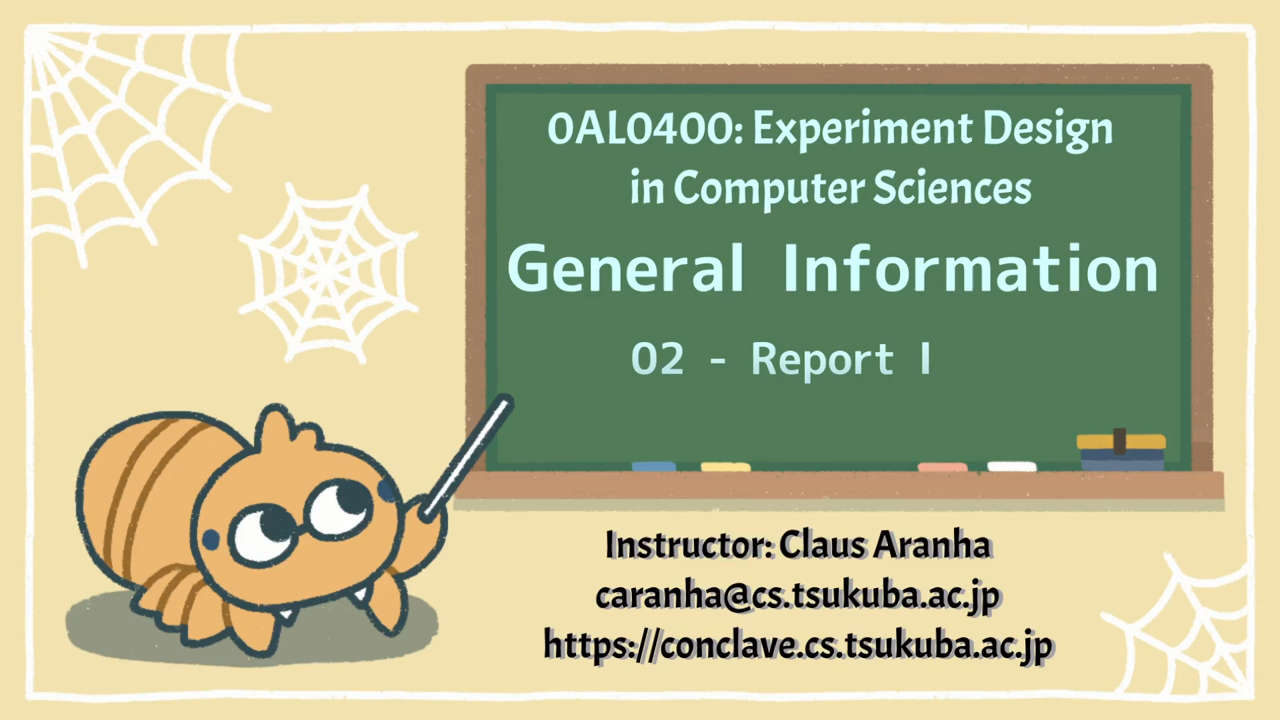 0AL0400: Experiment Design
in Computer Sciences
General Information
02 - Report I
Instructor: Claus Aranha
caranha@cs.tsukuba.ac.jp
https://conclave.cs.tsukuba.ac.jp